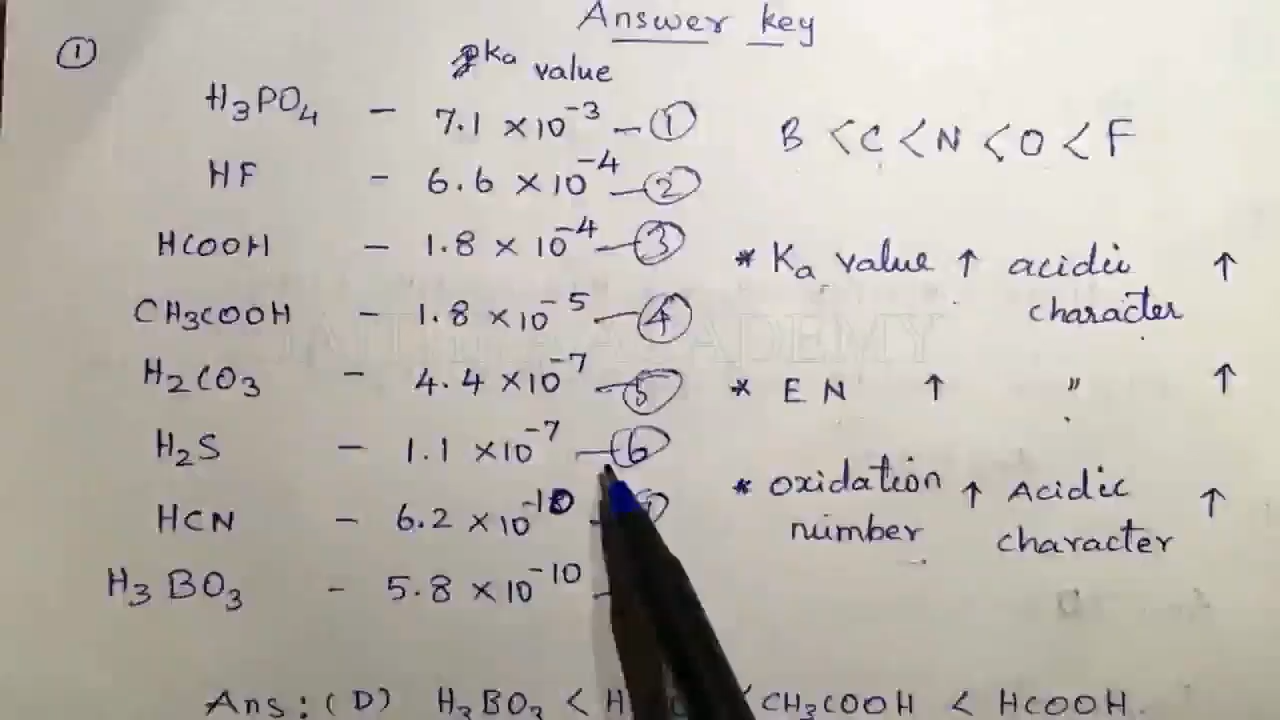 Answer key
①
Ka value
H3PO4 - 7.1 ×10⁻³ - ①
B < C < N < O < F
HF - 6.6 ×10⁻⁴ - ②
HCOOH - 1.8 × 10⁻⁴ - ③
* Ka value ↑ acidic character ↑
CH3COOH - 1.8 ×10⁻⁵ - ④
H2CO3 - 4.4 ×10⁻⁷ - ⑤
* EN ↑ " ↑
H2S - 1.1 ×10⁻⁷ - ⑥
* oxidation number ↑ Acidic character ↑
HCN - 6.2 ×10⁻¹⁰ -
H3BO3 - 5.8 ×10⁻¹⁰ -
Ans: (D) H3BO3 < < CH3COOH < HCOOH.
ACADEMY